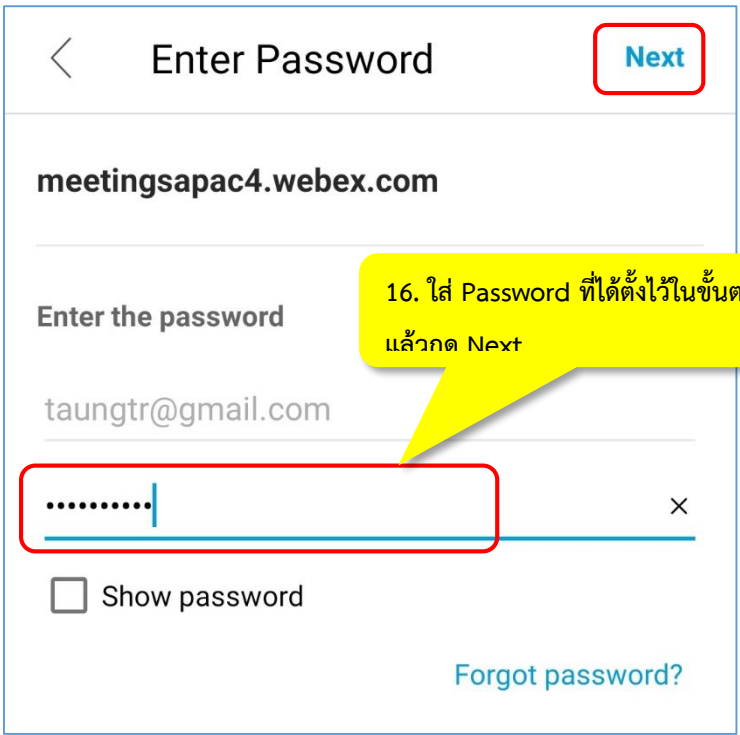 Enter Password
Next
meetingsapac4.webex.com
16. ใส่ Password ที่ได้ตั้งไว้ในขั้นต
แล้วกด Next
Enter the password
taungtr@gmail.com
••••••••••
Show password
Forgot password?